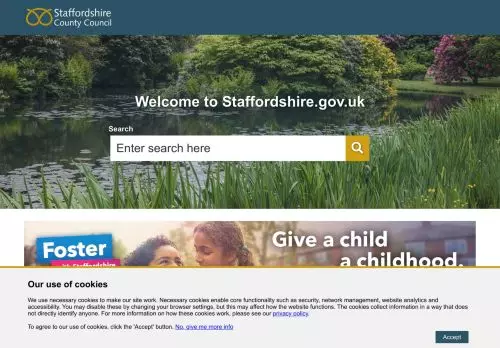 Staffordshire
County Council
Welcome to Staffordshire.gov.uk
Search
Enter search here
Foster
Give a child
a childhood.
Our use of cookies
We use necessary cookies to make our site work. Necessary cookies enable core functionality such as security, network management, website analytics and
accessibility. You may disable these by changing your browser settings, but this may affect how the website functions. The cookies collect information in a way that does
not directly identify anyone. For more information on how these cookies work, please see our privacy policy.
To agree to our use of cookies, click the 'Accept' button. No, give me more info
Accept